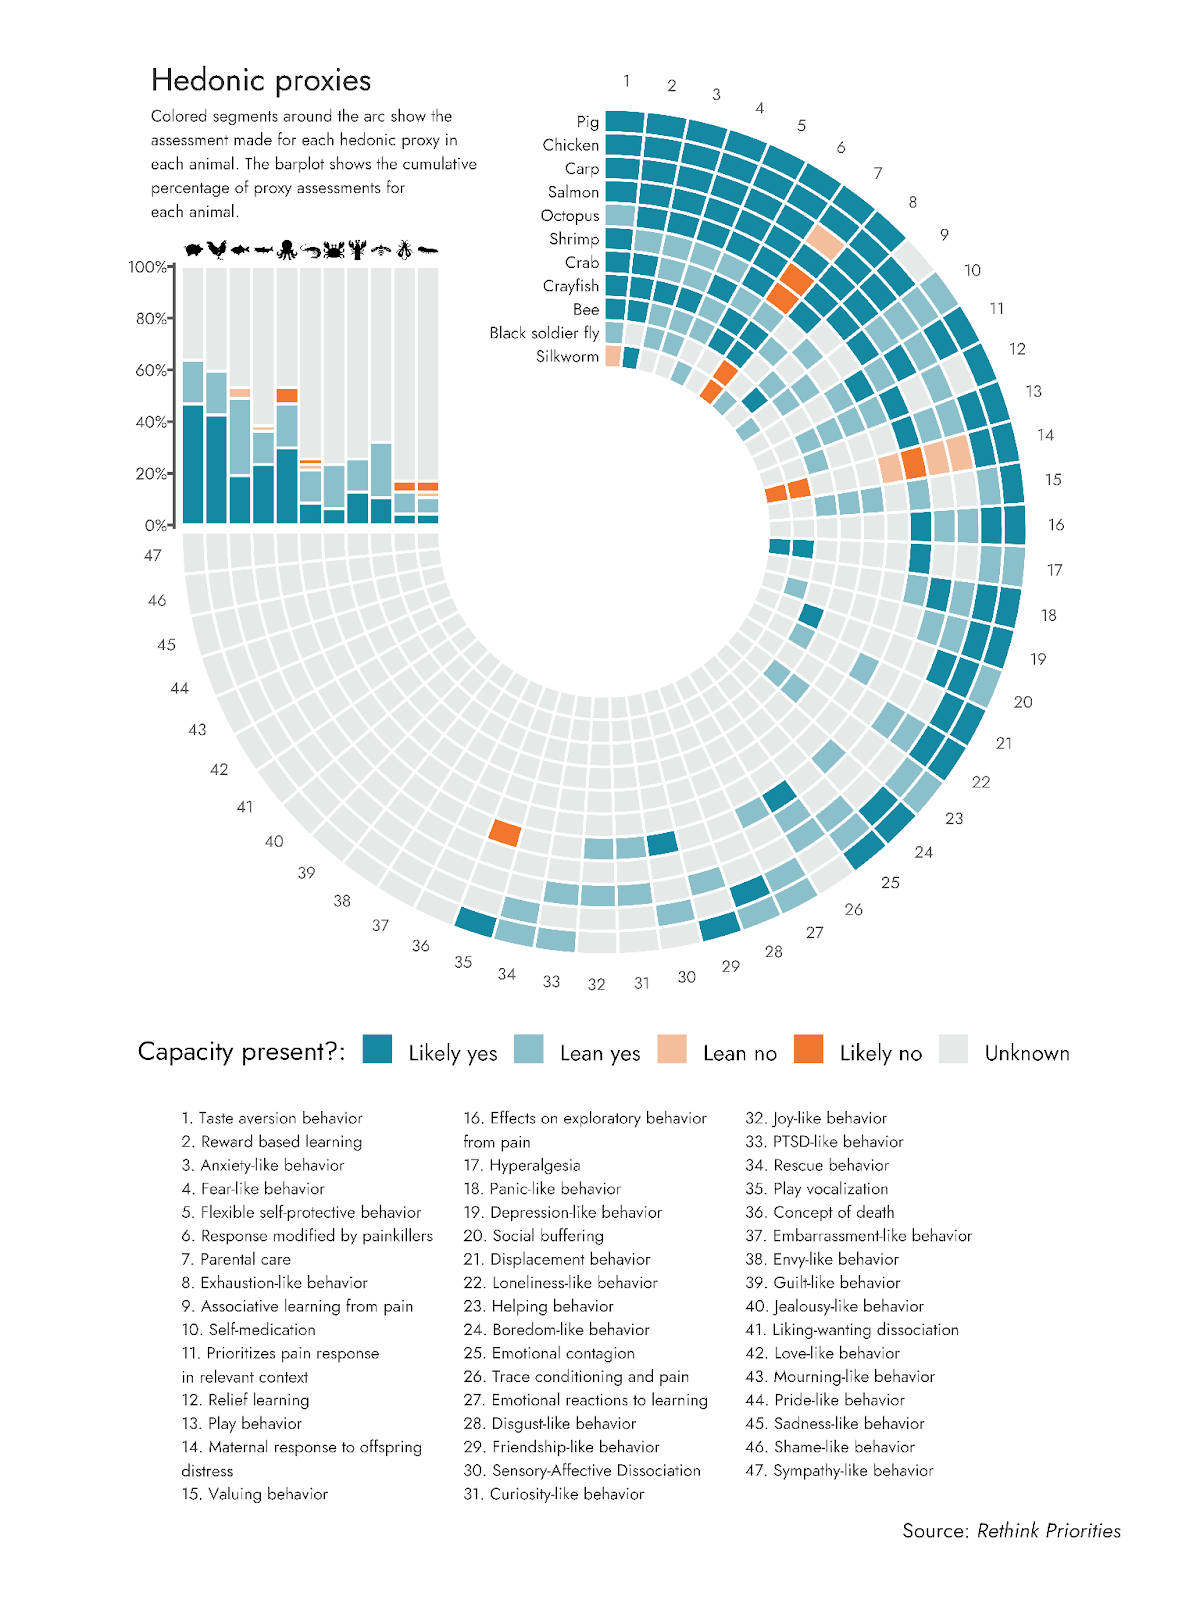 Hedonic proxies
Colored segments around the arc show the
assessment made for each hedonic proxy in
each animal. The barplot shows the cumulative
percentage of proxy assessments for
each animal.
100%
80%
60%
40%
20%
0%
Pig
Chicken
Carp
Salmon
Octopus
Shrimp
Crab
Crayfish
Bee
Black soldier fly
Silkworm
1
2
3
4
5
6
7
8
9
10
11
12
13
14
15
16
17
18
19
20
21
22
23
24
25
26
27
28
29
30
31
32
33
34
35
36
37
38
39
40
41
42
43
44
45
46
47
Capacity present?: Likely yes Lean yes Lean no Likely no Unknown
1. Taste aversion behavior
2. Reward based learning
3. Anxiety-like behavior
4. Fear-like behavior
5. Flexible self-protective behavior
6. Response modified by painkillers
7. Parental care
8. Exhaustion-like behavior
9. Associative learning from pain
10. Self-medication
11. Prioritizes pain response
in relevant context
12. Relief learning
13. Play behavior
14. Maternal response to offspring
distress
15. Valuing behavior
16. Effects on exploratory behavior
from pain
17. Hyperalgesia
18. Panic-like behavior
19. Depression-like behavior
20. Social buffering
21. Displacement behavior
22. Loneliness-like behavior
23. Helping behavior
24. Boredom-like behavior
25. Emotional contagion
26. Trace conditioning and pain
27. Emotional reactions to learning
28. Disgust-like behavior
29. Friendship-like behavior
30. Sensory-Affective Dissociation
31. Curiosity-like behavior
32. Joy-like behavior
33. PTSD-like behavior
34. Rescue behavior
35. Play vocalization
36. Concept of death
37. Embarrassment-like behavior
38. Envy-like behavior
39. Guilt-like behavior
40. Jealousy-like behavior
41. Liking-wanting dissociation
42. Love-like behavior
43. Mourning-like behavior
44. Pride-like behavior
45. Sadness-like behavior
46. Shame-like behavior
47. Sympathy-like behavior
Source: Rethink Priorities